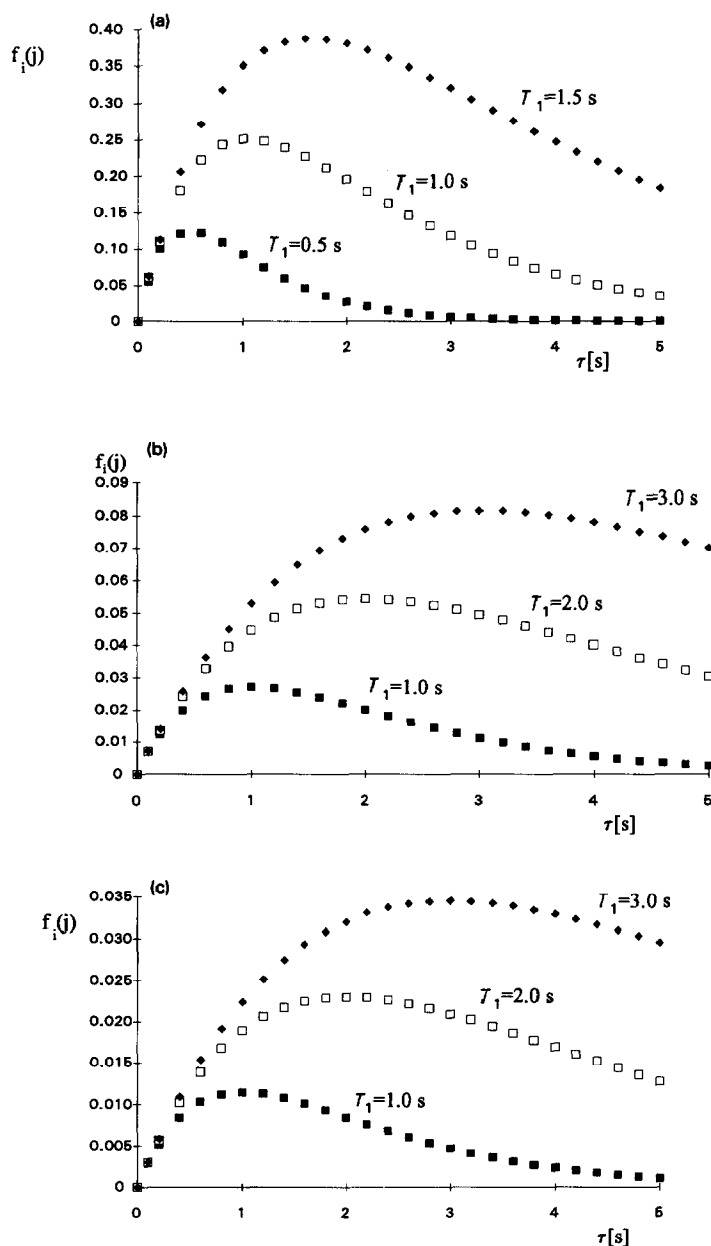 (a)
f_i(j)
0.40
0.35
0.30
0.25
0.20
0.15
0.10
0.05
0
T_1=1.5 s
T_1=1.0 s
T_1=0.5 s
0 1 2 3 4 5
τ[s]
(b)
f_i(j)
0.09
0.08
0.07
0.06
0.05
0.04
0.03
0.02
0.01
0
T_1=3.0 s
T_1=2.0 s
T_1=1.0 s
0 1 2 3 4 5
τ[s]
(c)
f_i(j)
0.035
0.030
0.025
0.020
0.015
0.010
0.005
0
T_1=3.0 s
T_1=2.0 s
T_1=1.0 s
0 1 2 3 4 5
τ[s]